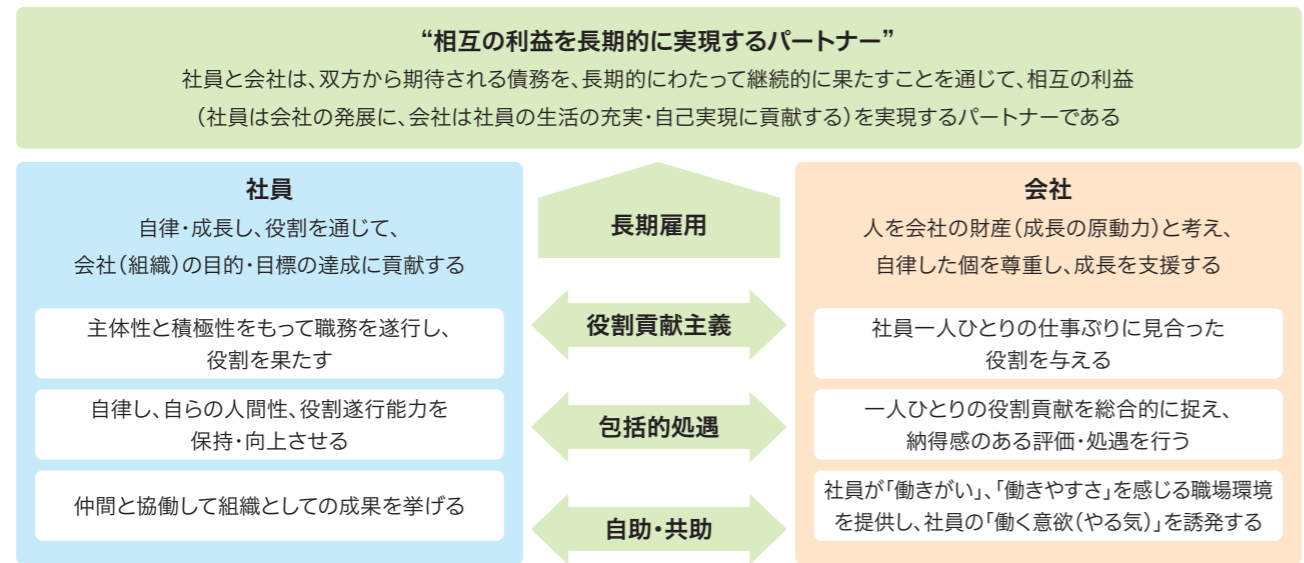 “相互の利益を長期的に実現するパートナー”
社員と会社は、双方から期待される債務を、長期的にわたって継続的に果たすことを通じて、相互の利益
（社員は会社の発展に、会社は社員の生活の充実・自己実現に貢献する）を実現するパートナーである
社員
自律・成長し、役割を通じて、
会社（組織）の目的・目標の達成に貢献する
主体性と積極性をもって職務を遂行し、
役割を果たす
自律し、自らの人間性、役割遂行能力を
保持・向上させる
仲間と協働して組織としての成果を挙げる
長期雇用
役割貢献主義
包括的処遇
自助・共助
会社
人を会社の財産（成長の原動力）と考え、
自律した個を尊重し、成長を支援する
社員一人ひとりの仕事ぶりに見合った
役割を与える
一人ひとりの役割貢献を総合的に捉え、
納得感のある評価・処遇を行う
社員が「働きがい」、「働きやすさ」を感じる職場環境
を提供し、社員の「働く意欲（やる気）」を誘発する